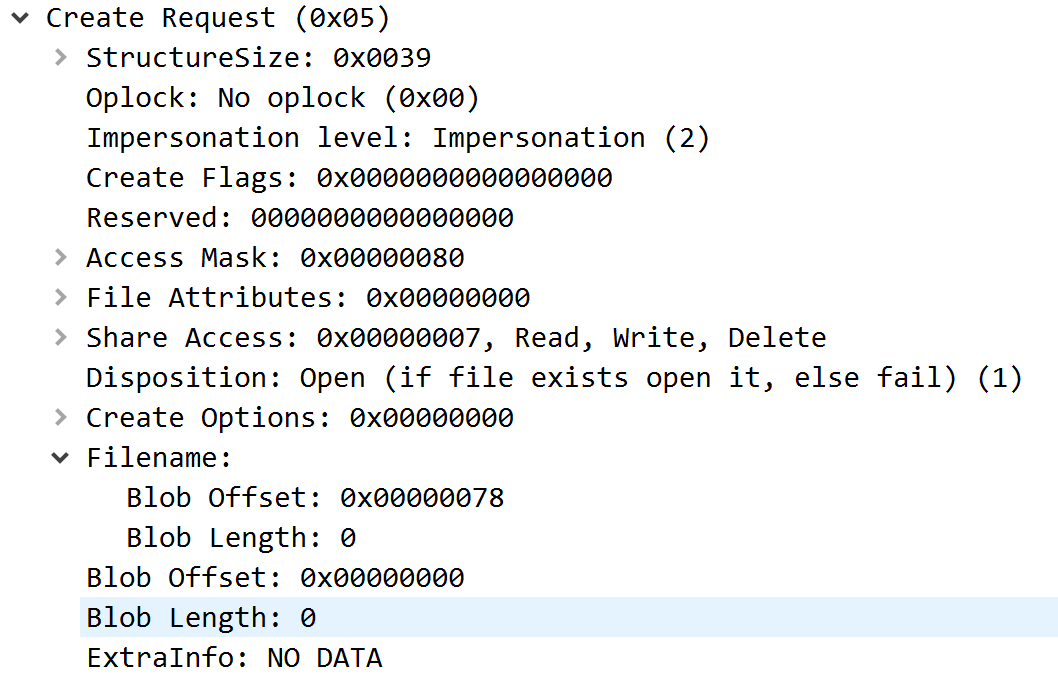 Create Request (0x05)
StructureSize: 0x0039
Oplock: No oplock (0x00)
Impersonation level: Impersonation (2)
Create Flags: 0x0000000000000000
Reserved: 0000000000000000
Access Mask: 0x00000080
File Attributes: 0x00000000
Share Access: 0x00000007, Read, Write, Delete
Disposition: Open (if file exists open it, else fail) (1)
Create Options: 0x00000000
Filename:
Blob Offset: 0x00000078
Blob Length: 0
Blob Offset: 0x00000000
Blob Length: 0
ExtraInfo: NO DATA